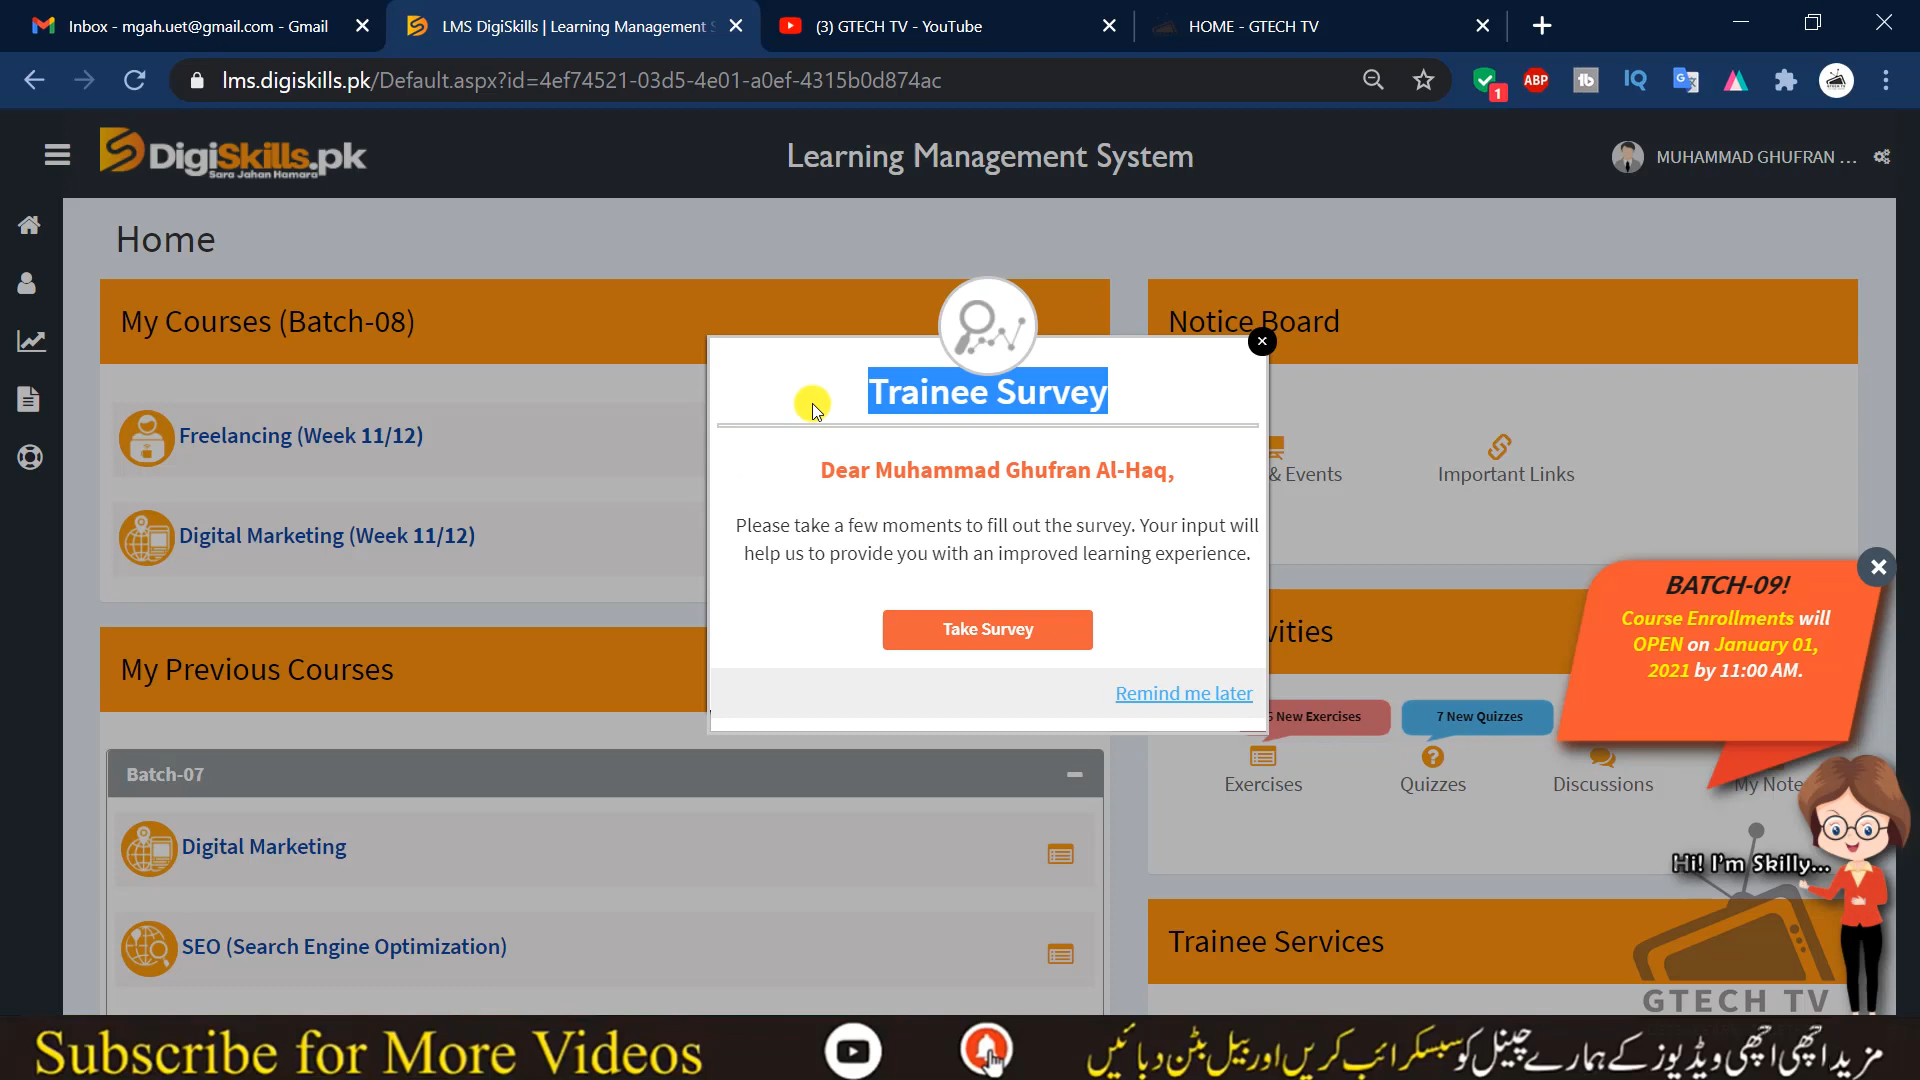 Inbox - mgah.uet@gmail.com - Gmail
LMS DigiSkills | Learning Management
(3) GTECH TV - YouTube
HOME - GTECH TV
lms.digiskills.pk/Default.aspx?id=4ef74521-03d5-4e01-a0ef-4315b0d874ac
1
ABP
tb
IQ
DigiSkills.pk
Sara Jahan Hamara
Learning Management System
MUHAMMAD GHUFRAN ...
Home
My Courses (Batch-08)
Freelancing (Week 11/12)
Digital Marketing (Week 11/12)
My Previous Courses
Batch-07
Digital Marketing
SEO (Search Engine Optimization)
Trainee Survey
Dear Muhammad Ghufran Al-Haq,
Please take a few moments to fill out the survey. Your input will
help us to provide you with an improved learning experience.
Take Survey
Remind me later
Notice Board
& Events
Important Links
BATCH-09!
Course Enrollments will
OPEN on January 01,
2021 by 11:00 AM.
New Exercises
7 New Quizzes
Exercises
Quizzes
Discussions
My Note
Hi! I'm Skilly...
Trainee Services
GTECH TV
Subscribe for More Videos
مزید اچھی اچھی ویڈیوز کے ہمارے چینل کو سبسکرائب کریں اور بیل بٹن دبائیں